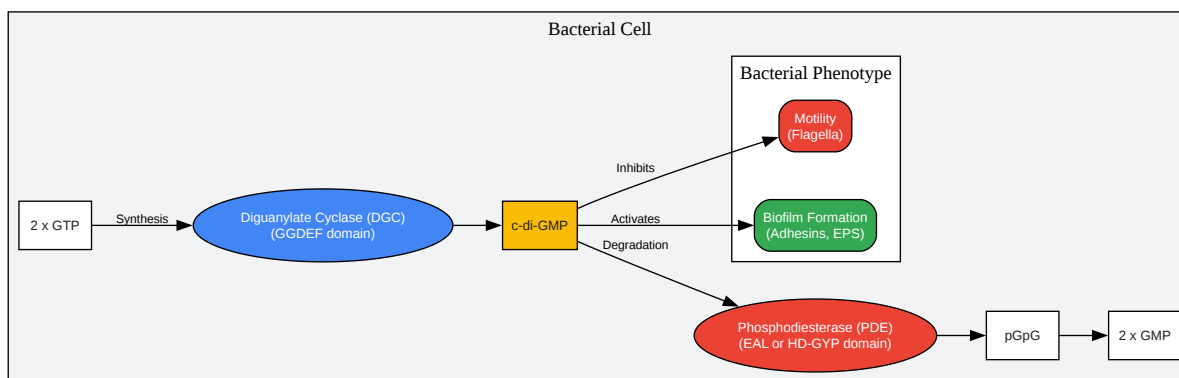 Bacterial Cell
Bacterial Phenotype
Motility
(Flagella)
Inhibits
2 x GTP
Synthesis
Diguanylate Cyclase (DGC)
(GGDEF domain)
c-di-GMP
Activates
Biofilm Formation
(Adhesins, EPS)
Degradation
Phosphodiesterase (PDE)
(EAL or HD-GYP domain)
pGpG
2 x GMP